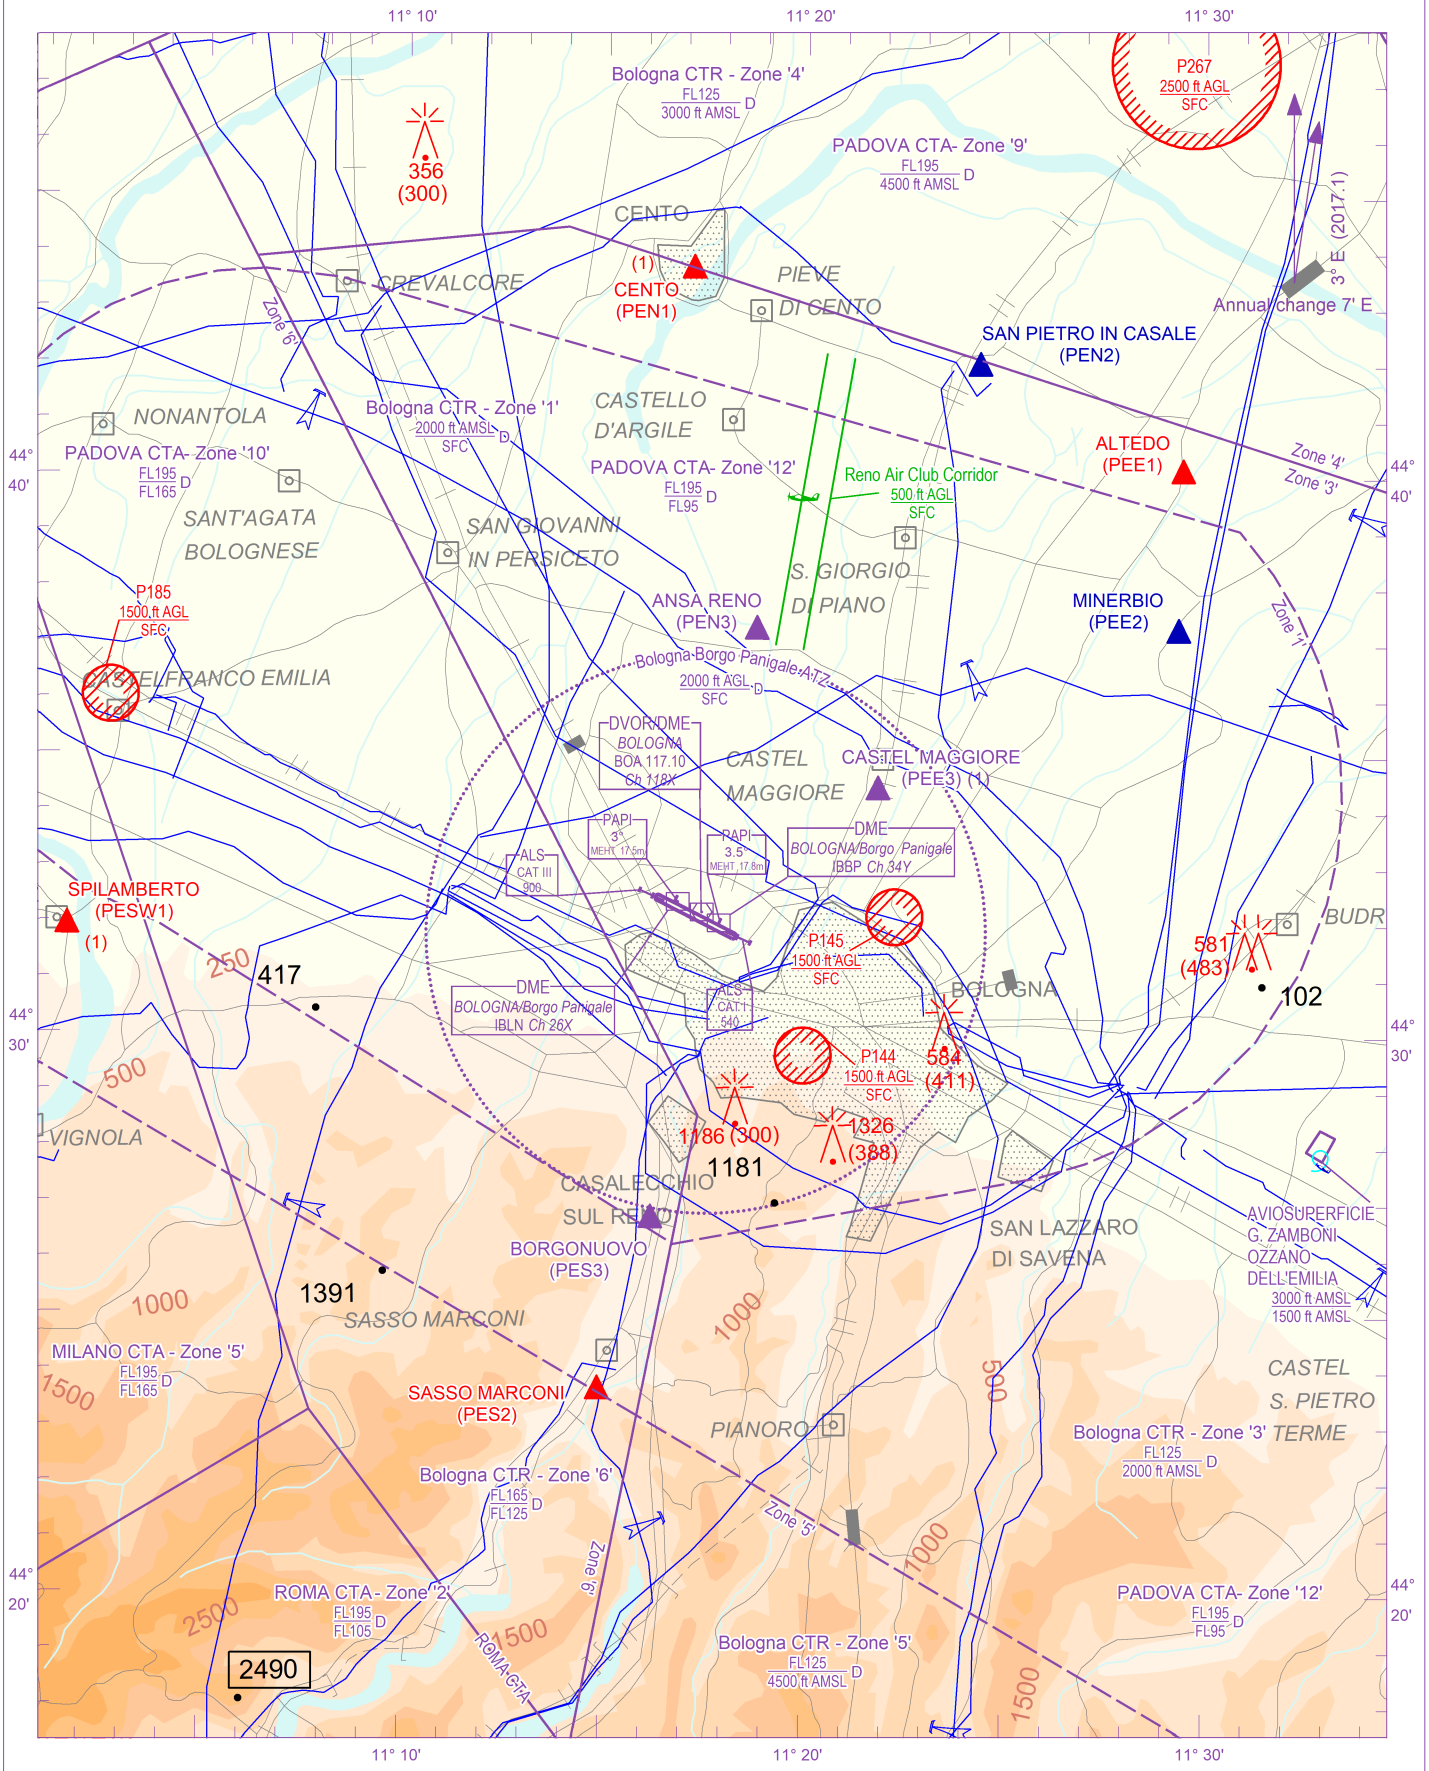 11° 10'
11° 20'
11° 30'
Bologna CTR - Zone '4'
FL125
3000 ft AMSL
D
P267
2500 ft AGL
SFC
PADOVA CTA- Zone '9'
FL195
4500 ft AMSL
D
356
(300)
3° E (2017.1)
Annual change 7' E
CENTO
(1)
CENTO
(PEN1)
PIEVE
DI CENTO
CREVALCORE
Zone '6'
SAN PIETRO IN CASALE
(PEN2)
NONANTOLA
Bologna CTR - Zone '1'
2000 ft AMSL
SFC
D
CASTELLO
D'ARGILE
PADOVA CTA- Zone '10'
FL195
FL165
D
PADOVA CTA- Zone '12'
FL195
FL95
D
Reno Air Club Corridor
500 ft AGL
SFC
ALTEDO
(PEE1)
Zone '4'
Zone '3'
44°
40'
44°
40'
SANT'AGATA
BOLOGNESE
SAN GIOVANNI
IN PERSICETO
S. GIORGIO
DI PIANO
P185
1500 ft AGL
SFC
ANSA RENO
(PEN3)
MINERBIO
(PEE2)
Zone '1'
CASTELFRANCO EMILIA
Bologna Borgo Panigale ATZ
2000 ft AGL
SFC
D
DVOR/DME
BOLOGNA
BOA 117.10
Ch 118X
CASTEL
MAGGIORE
CASTEL MAGGIORE
(PEE3) (1)
PAPI
3°
MEHT 17.5m
PAPI
3.5°
MEHT 17.8m
DME
BOLOGNA/Borgo Panigale
IBBP Ch 34Y
ALS
CAT III
900
SPILAMBERTO
(PESW1)
(1)
BUDR
P145
1500 ft AGL
SFC
581
(483)
250
417
102
DME
BOLOGNA/Borgo Panigale
IBLN Ch 26X
ALS
CAT I
540
BOLOGNA
44°
30'
44°
30'
500
P144
1500 ft AGL
SFC
584
(411)
VIGNOLA
1186 (300)
1326
(388)
1181
CASALECCHIO
SUL RENO
BORGONUOVO
(PES3)
SAN LAZZARO
DI SAVENA
AVIOSUPERFICIE
G. ZAMBONI
OZZANO
DELL'EMILIA
3000 ft AMSL
1500 ft AMSL
1391
1000
SASSO MARCONI
1000
MILANO CTA - Zone '5'
FL195
FL165
D
1500
500
CASTEL
S. PIETRO
TERME
SASSO MARCONI
(PES2)
PIANORO
Bologna CTR - Zone '3'
FL125
2000 ft AMSL
D
Bologna CTR - Zone '6'
FL165
FL125
D
Zone '5'
1000
Zone '6'
44°
20'
44°
20'
ROMA CTA - Zone '2'
FL195
FL105
D
2500
PADOVA CTA- Zone '12'
FL195
FL95
D
1500
ROMA CTA
Bologna CTR - Zone '5'
FL125
4500 ft AMSL
D
2490
1500
11° 10'
11° 20'
11° 30'